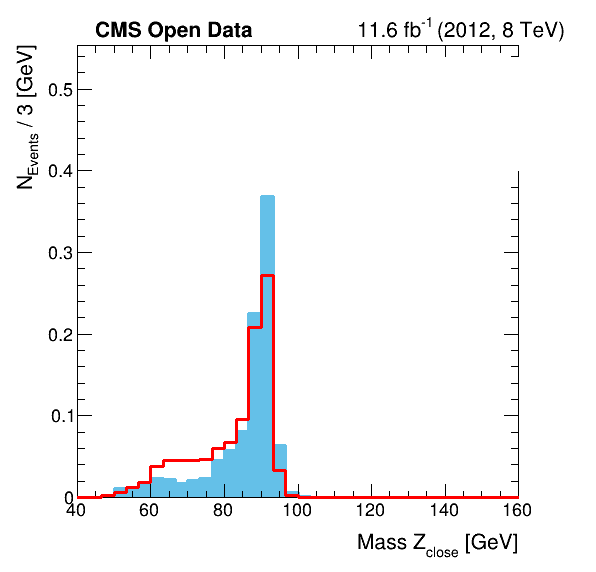 CMS Open Data
11.6 fb-1 (2012, 8 TeV)
NEvents / 3 [GeV]
0.5
0.4
0.3
0.2
0.1
0
40 60 80 100 120 140 160
Mass Zclose [GeV]